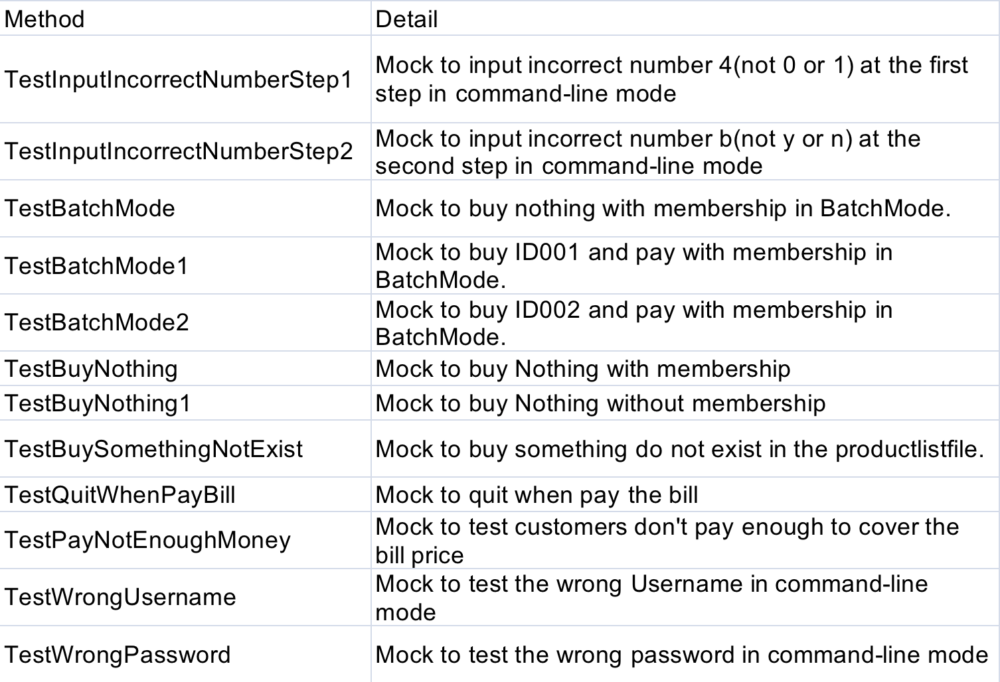 Method
Detail
TestInputIncorrectNumberStep1
Mock to input incorrect number 4(not 0 or 1) at the first
step in command-line mode
TestInputIncorrectNumberStep2
Mock to input incorrect number b(not y or n) at the
second step in command-line mode
TestBatchMode
Mock to buy nothing with membership in BatchMode.
TestBatchMode1
Mock to buy ID001 and pay with membership in
BatchMode.
TestBatchMode2
Mock to buy ID002 and pay with membership in
BatchMode.
TestBuyNothing
Mock to buy Nothing with membership
TestBuyNothing1
Mock to buy Nothing without membership
TestBuySomethingNotExist
Mock to buy something do not exist in the productlistfile.
TestQuitWhenPayBill
Mock to quit when pay the bill
TestPayNotEnoughMoney
Mock to test customers don't pay enough to cover the
bill price
TestWrongUsername
Mock to test the wrong Username in command-line
mode
TestWrongPassword
Mock to test the wrong password in command-line mode